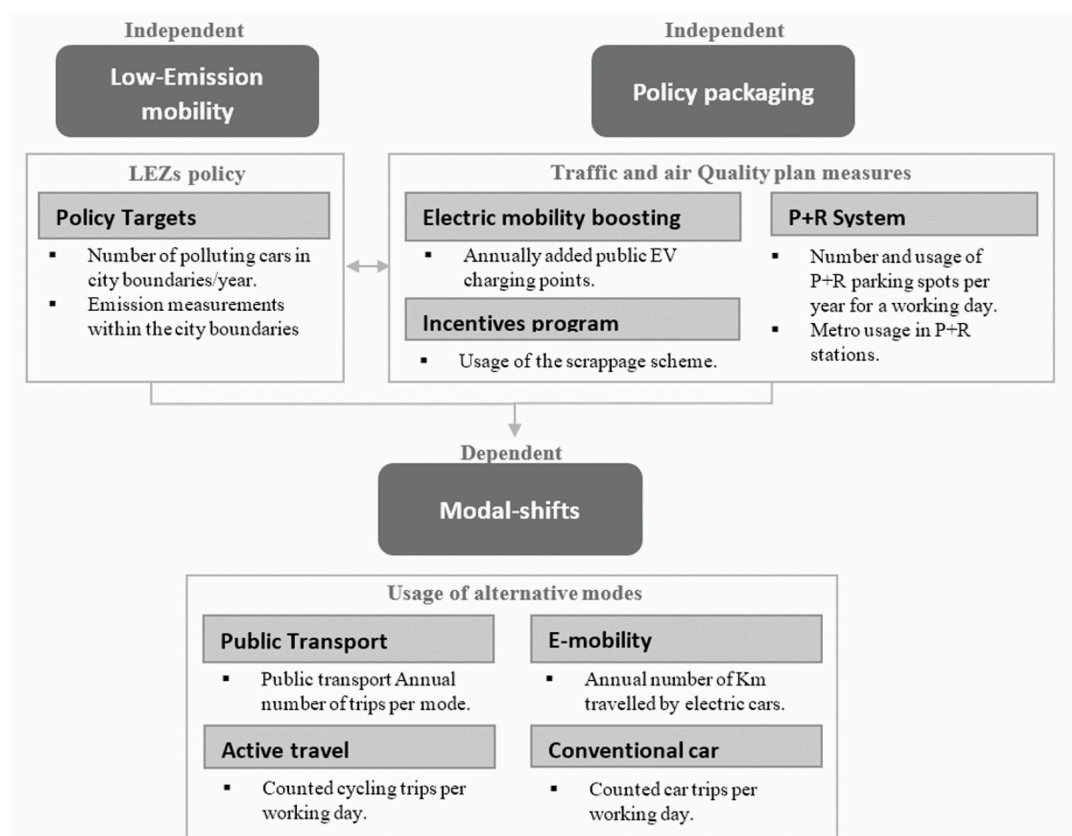 Independent
Low-Emission
mobility
Independent
Policy packaging
LEZs policy
Policy Targets
▪ Number of polluting cars in
city boundaries/year.
▪ Emission measurements
within the city boundaries
Traffic and air Quality plan measures
Electric mobility boosting
▪ Annually added public EV
charging points.
Incentives program
▪ Usage of the scrappage scheme.
P+R System
▪ Number and usage of
P+R parking spots per
year for a working day.
▪ Metro usage in P+R
stations.
Dependent
Modal-shifts
Usage of alternative modes
Public Transport
▪ Public transport Annual
number of trips per mode.
E-mobility
▪ Annual number of Km
travelled by electric cars.
Active travel
▪ Counted cycling trips per
working day.
Conventional car
▪ Counted car trips per
working day.